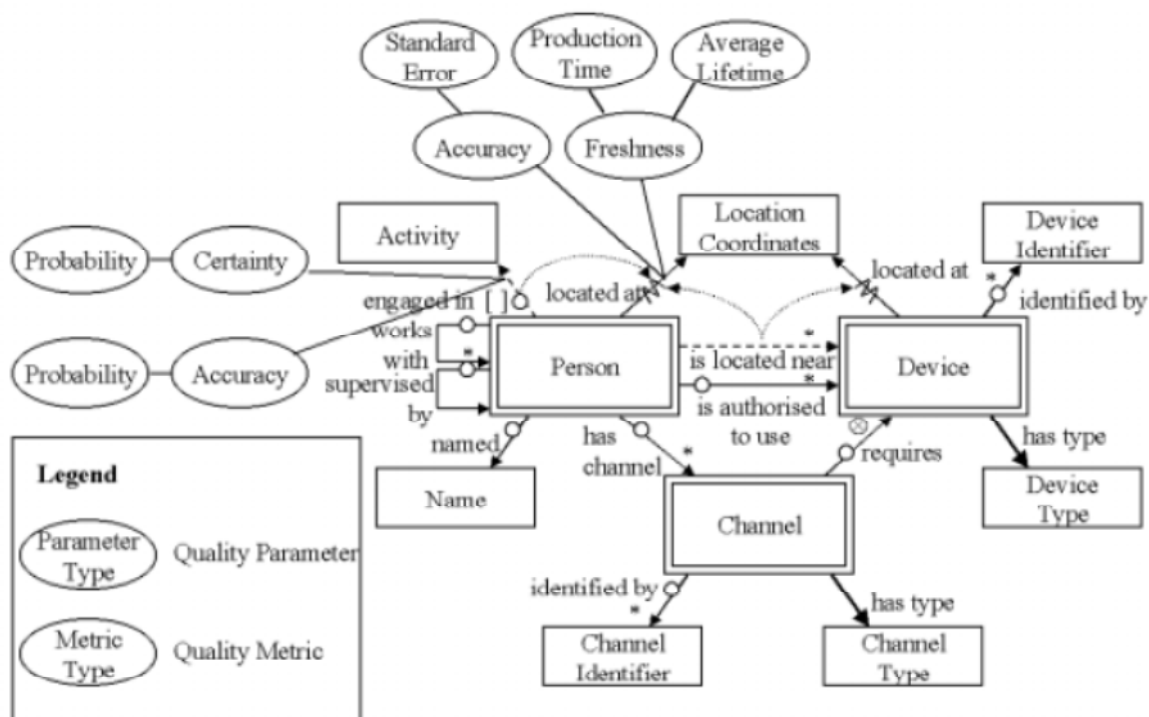 Standard
Error
Production
Time
Average
Lifetime
Accuracy
Freshness
Activity
Location
Coordinates
Device
Identifier
Probability
Certainty
engaged in [ ]
located at
located at
*
identified by
works
with
*
supervised
by
Person
*
is located near
*
is authorised
to use
Device
Probability
Accuracy
named
has
channel
*
⊗
requires
has type
Name
Device
Type
Channel
identified by
*
has type
Channel
Identifier
Channel
Type
Legend
Parameter
Type
Quality Parameter
Metric
Type
Quality Metric